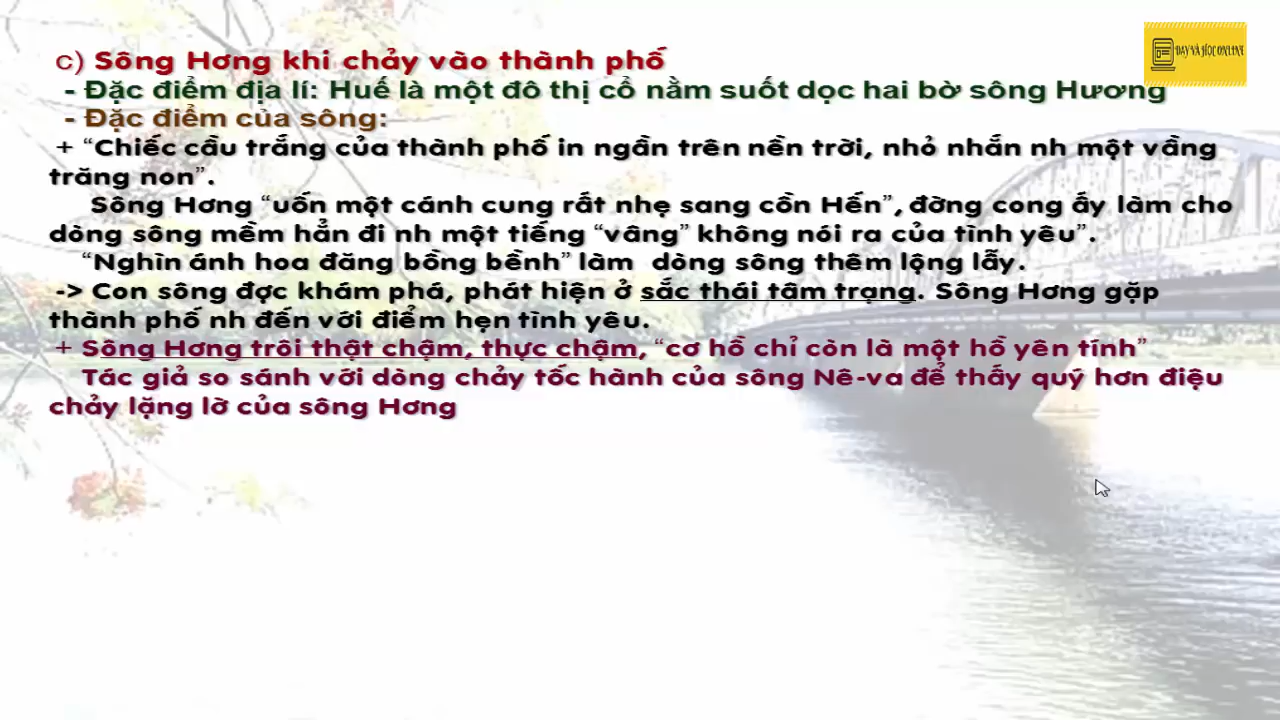 c) Sông Hơng khi chảy vào thành phố
- Đặc điểm địa lí: Huế là một đô thị cổ nằm suốt dọc hai bờ sông Hương
- Đặc điểm của sông:
+ “Chiếc cầu trắng của thành phố in ngần trên nền trời, nhỏ nhắn nh một vầng
trăng non”.
Sông Hơng “uốn một cánh cung rất nhẹ sang cồn Hến”, đờng cong ấy làm cho
dòng sông mềm hẳn đi nh một tiếng “vâng” không nói ra của tình yêu”.
“Nghìn ánh hoa đăng bồng bềnh” làm dòng sông thêm lộng lẫy.
-> Con sông đợc khám phá, phát hiện ở sắc thái tâm trạng. Sông Hơng gặp
thành phố nh đến với điểm hẹn tình yêu.
+ Sông Hơng trôi thật chậm, thực chậm, “cơ hồ chỉ còn là một hồ yên tính”
Tác giả so sánh với dòng chảy tốc hành của sông Nê-va để thấy quý hơn điệu
chảy lặng lờ của sông Hơng
DAY VÀ HỌC ONLINE